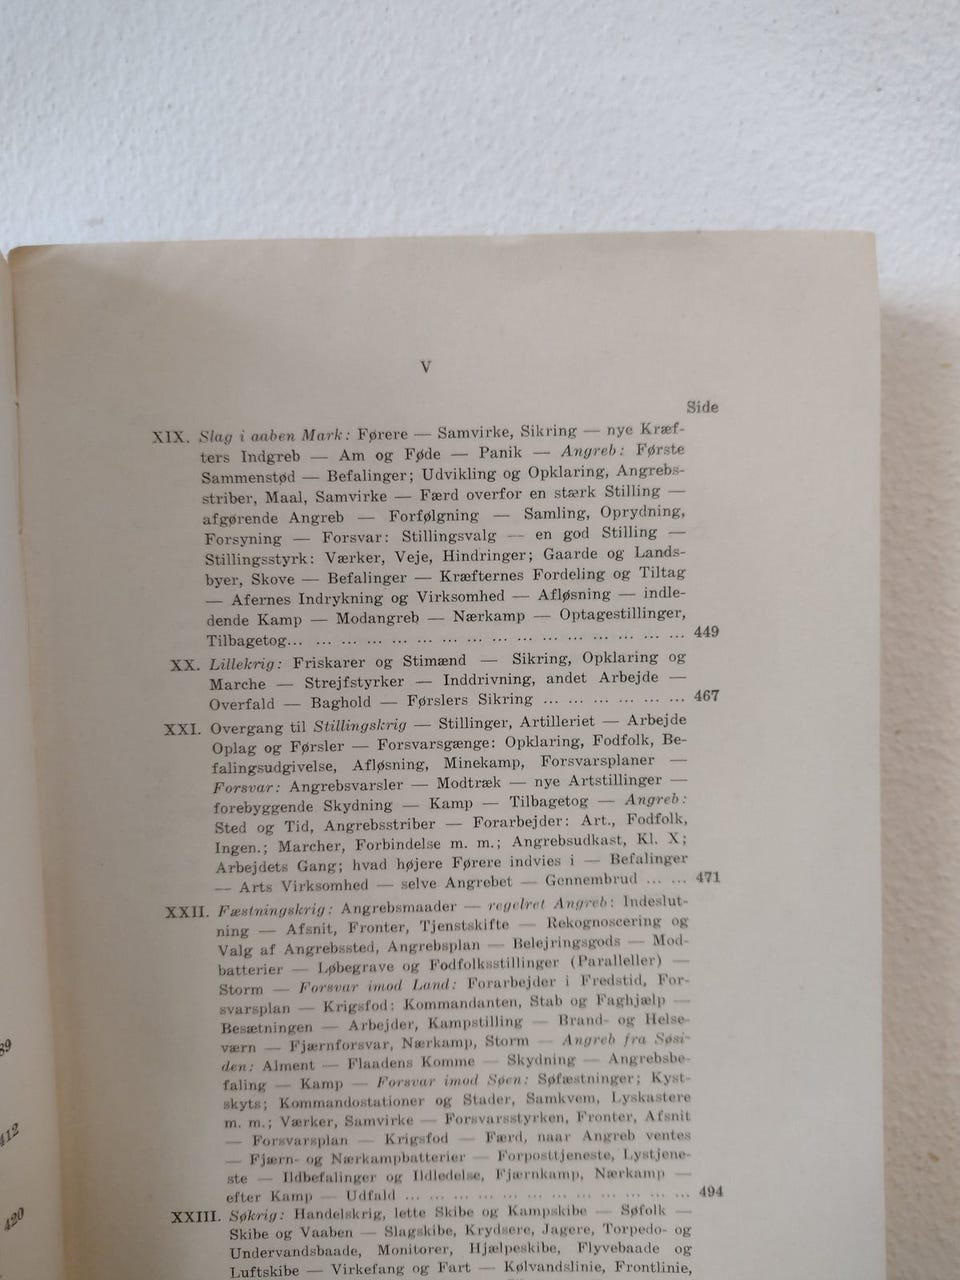 V
Side
XIX. Slag i aaben Mark: Førere — Samvirke, Sikring — nye Kræf-
ters Indgreb — Am og Føde — Panik — Angreb: Første
Sammenstød — Befalinger; Udvikling og Opklaring, Angrebs-
striber, Maal, Samvirke — Færd overfor en stærk Stilling —
afgørende Angreb — Forfølgning — Samling, Oprydning,
Forsyning — Forsvar: Stillingsvalg — en god Stilling —
Stillingsstyrk: Værker, Veje, Hindringer; Gaarde og Lands-
byer, Skove — Befalinger — Kræfternes Fordeling og Tiltag
— Afernes Indrykning og Virksomhed — Afløsning — indle-
dende Kamp — Modangreb — Nærkamp — Optagestillinger,
Tilbagetog... ... ... ... ... ... ... ... ... ... ... ... ... ... ... ... 449
XX. Lillekrig: Friskarer og Stimænd — Sikring, Opklaring og
Marche — Strejfstyrker — Inddrivning, andet Arbejde —
Overfald — Baghold — Førslers Sikring ... ... ... ... ... ... 467
XXI. Overgang til Stillingskrig — Stillinger, Artilleriet — Arbejde
Oplag og Førsler — Forsvarsgænge: Opklaring, Fodfolk, Be-
falingsudgivelse, Afløsning, Minekamp, Forsvarsplaner —
Forsvar: Angrebsvarsler — Modtræk — nye Artstillinger —
forebyggende Skydning — Kamp — Tilbagetog — Angreb:
Sted og Tid, Angrebsstriber — Forarbejder: Art., Fodfolk,
Ingen.; Marcher, Forbindelse m. m.; Angrebsudkast, Kl. X;
Arbejdets Gang; hvad højere Førere indvies i — Befalinger
— Arts Virksomhed — selve Angrebet — Gennembrud ... ... 471
XXII. Fæstningskrig: Angrebsmaader — regelret Angreb: Indeslut-
ning — Afsnit, Fronter, Tjenstskifte — Rekognoscering og
Valg af Angrebssted, Angrebsplan — Belejringsgods — Mod-
batterier — Løbegrave og Fodfolksstillinger (Paralleller) —
Storm — Forsvar imod Land: Forarbejder i Fredstid, For-
svarsplan — Krigsfod: Kommandanten, Stab og Faghjælp —
Besætningen — Arbejder, Kampstilling — Brand- og Helse-
værn — Fjærnforsvar, Nærkamp, Storm — Angreb fra Søsi-
den: Alment — Flaadens Komme — Skydning — Angrebsbe-
faling — Kamp — Forsvar imod Søen: Søfæstninger; Kyst-
skyts; Kommandostationer og Stader, Samkvem, Lyskastere
m. m.; Værker, Samvirke — Forsvarsstyrken, Fronter, Afsnit
— Forsvarsplan — Krigsfod — Færd, naar Angreb ventes
— Fjærn- og Nærkampbatterier — Forposttjeneste, Lystjene-
ste — Ildbefalinger og Ildledelse, Fjærnkamp, Nærkamp —
efter Kamp — Udfald ... ... ... ... ... ... ... ... ... ... ... ... 494
XXIII. Søkrig: Handelskrig, lette Skibe og Kampskibe — Søfolk —
Skibe og Vaaben — Slagskibe, Krydsere, Jagere, Torpedo- og
Undervandsbaade, Monitorer, Hjælpeskibe, Flyvebaade og
Luftskibe — Virkefang og Fart — Kølvandslinie, Frontlinie,
89
412
420